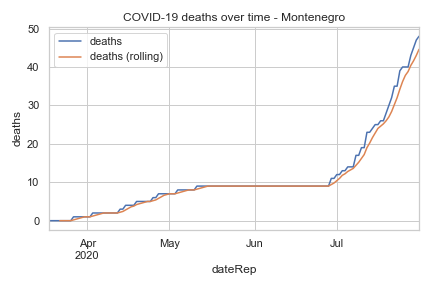 COVID-19 deaths over time - Montenegro
deaths
deaths (rolling)
50
40
30
20
10
0
deaths
Apr
2020
May
Jun
Jul
dateRep